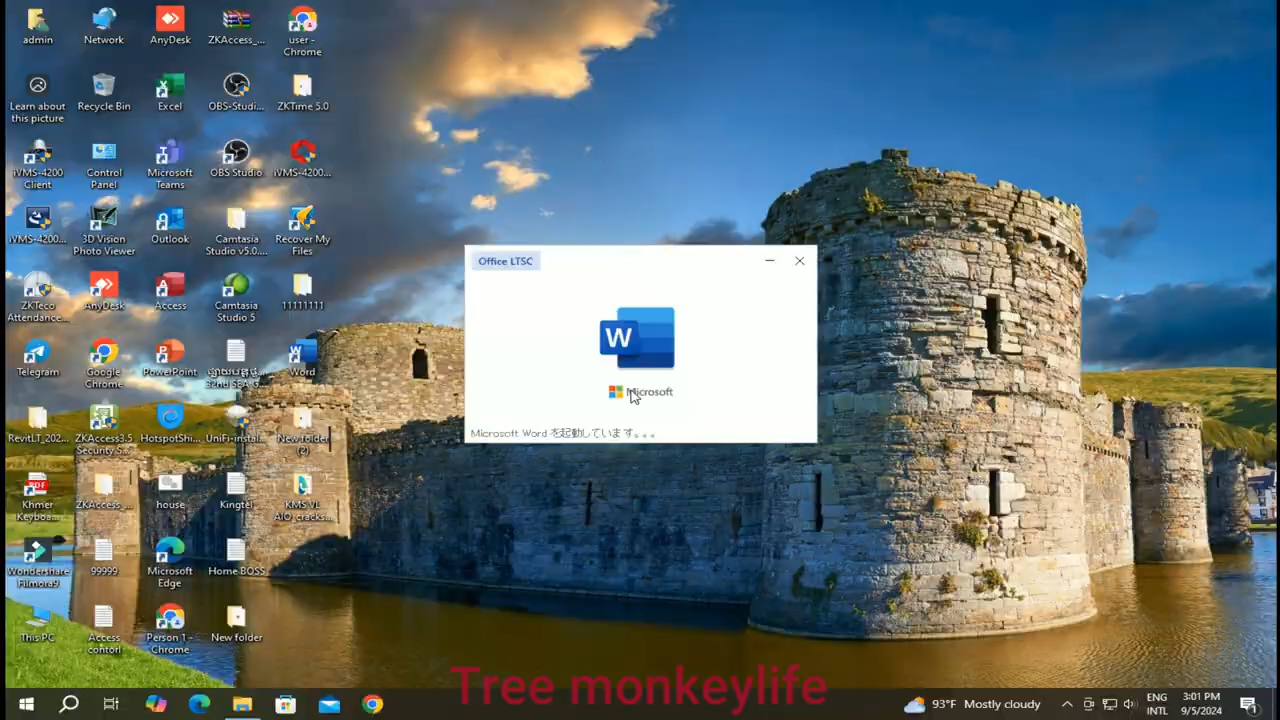 admin
Network
AnyDesk
ZKAccess_...
user -
Chrome
Learn about
this picture
Recycle Bin
Excel
OBS-Studi...
ZKTime 5.0
iVMS-4200
Client
Control
Panel
Microsoft
Teams
OBS Studio
iVMS-4200...
iVMS-4200...
3D Vision
Photo Viewer
Outlook
Camtasia
Studio v5.0....
Recover My
Files
Office LTSC
W
Microsoft
Microsoft Word を起動しています。。。
ZKTeco
Attendance...
AnyDesk
Access
Camtasia
Studio 5
11111111
Telegram
Google
Chrome
PowerPoint
32nd SEA G...
Word
RevitLT_202...
ZKAccess3.5
Security S...
HotspotShi...
UniFi-instal...
New folder
(2)
Khmer
Keyboa...
ZKAccess_...
house
Kingtel
KMS VL
AIO_cracks...
Wondershare
Filmora9
99999
Microsoft
Edge
Home BOSS
This PC
Access
contorl
Person 1 -
Chrome
New folder
Tree monkeylife
93°F Mostly cloudy
ENG
INTL
3:01 PM
9/5/2024
1